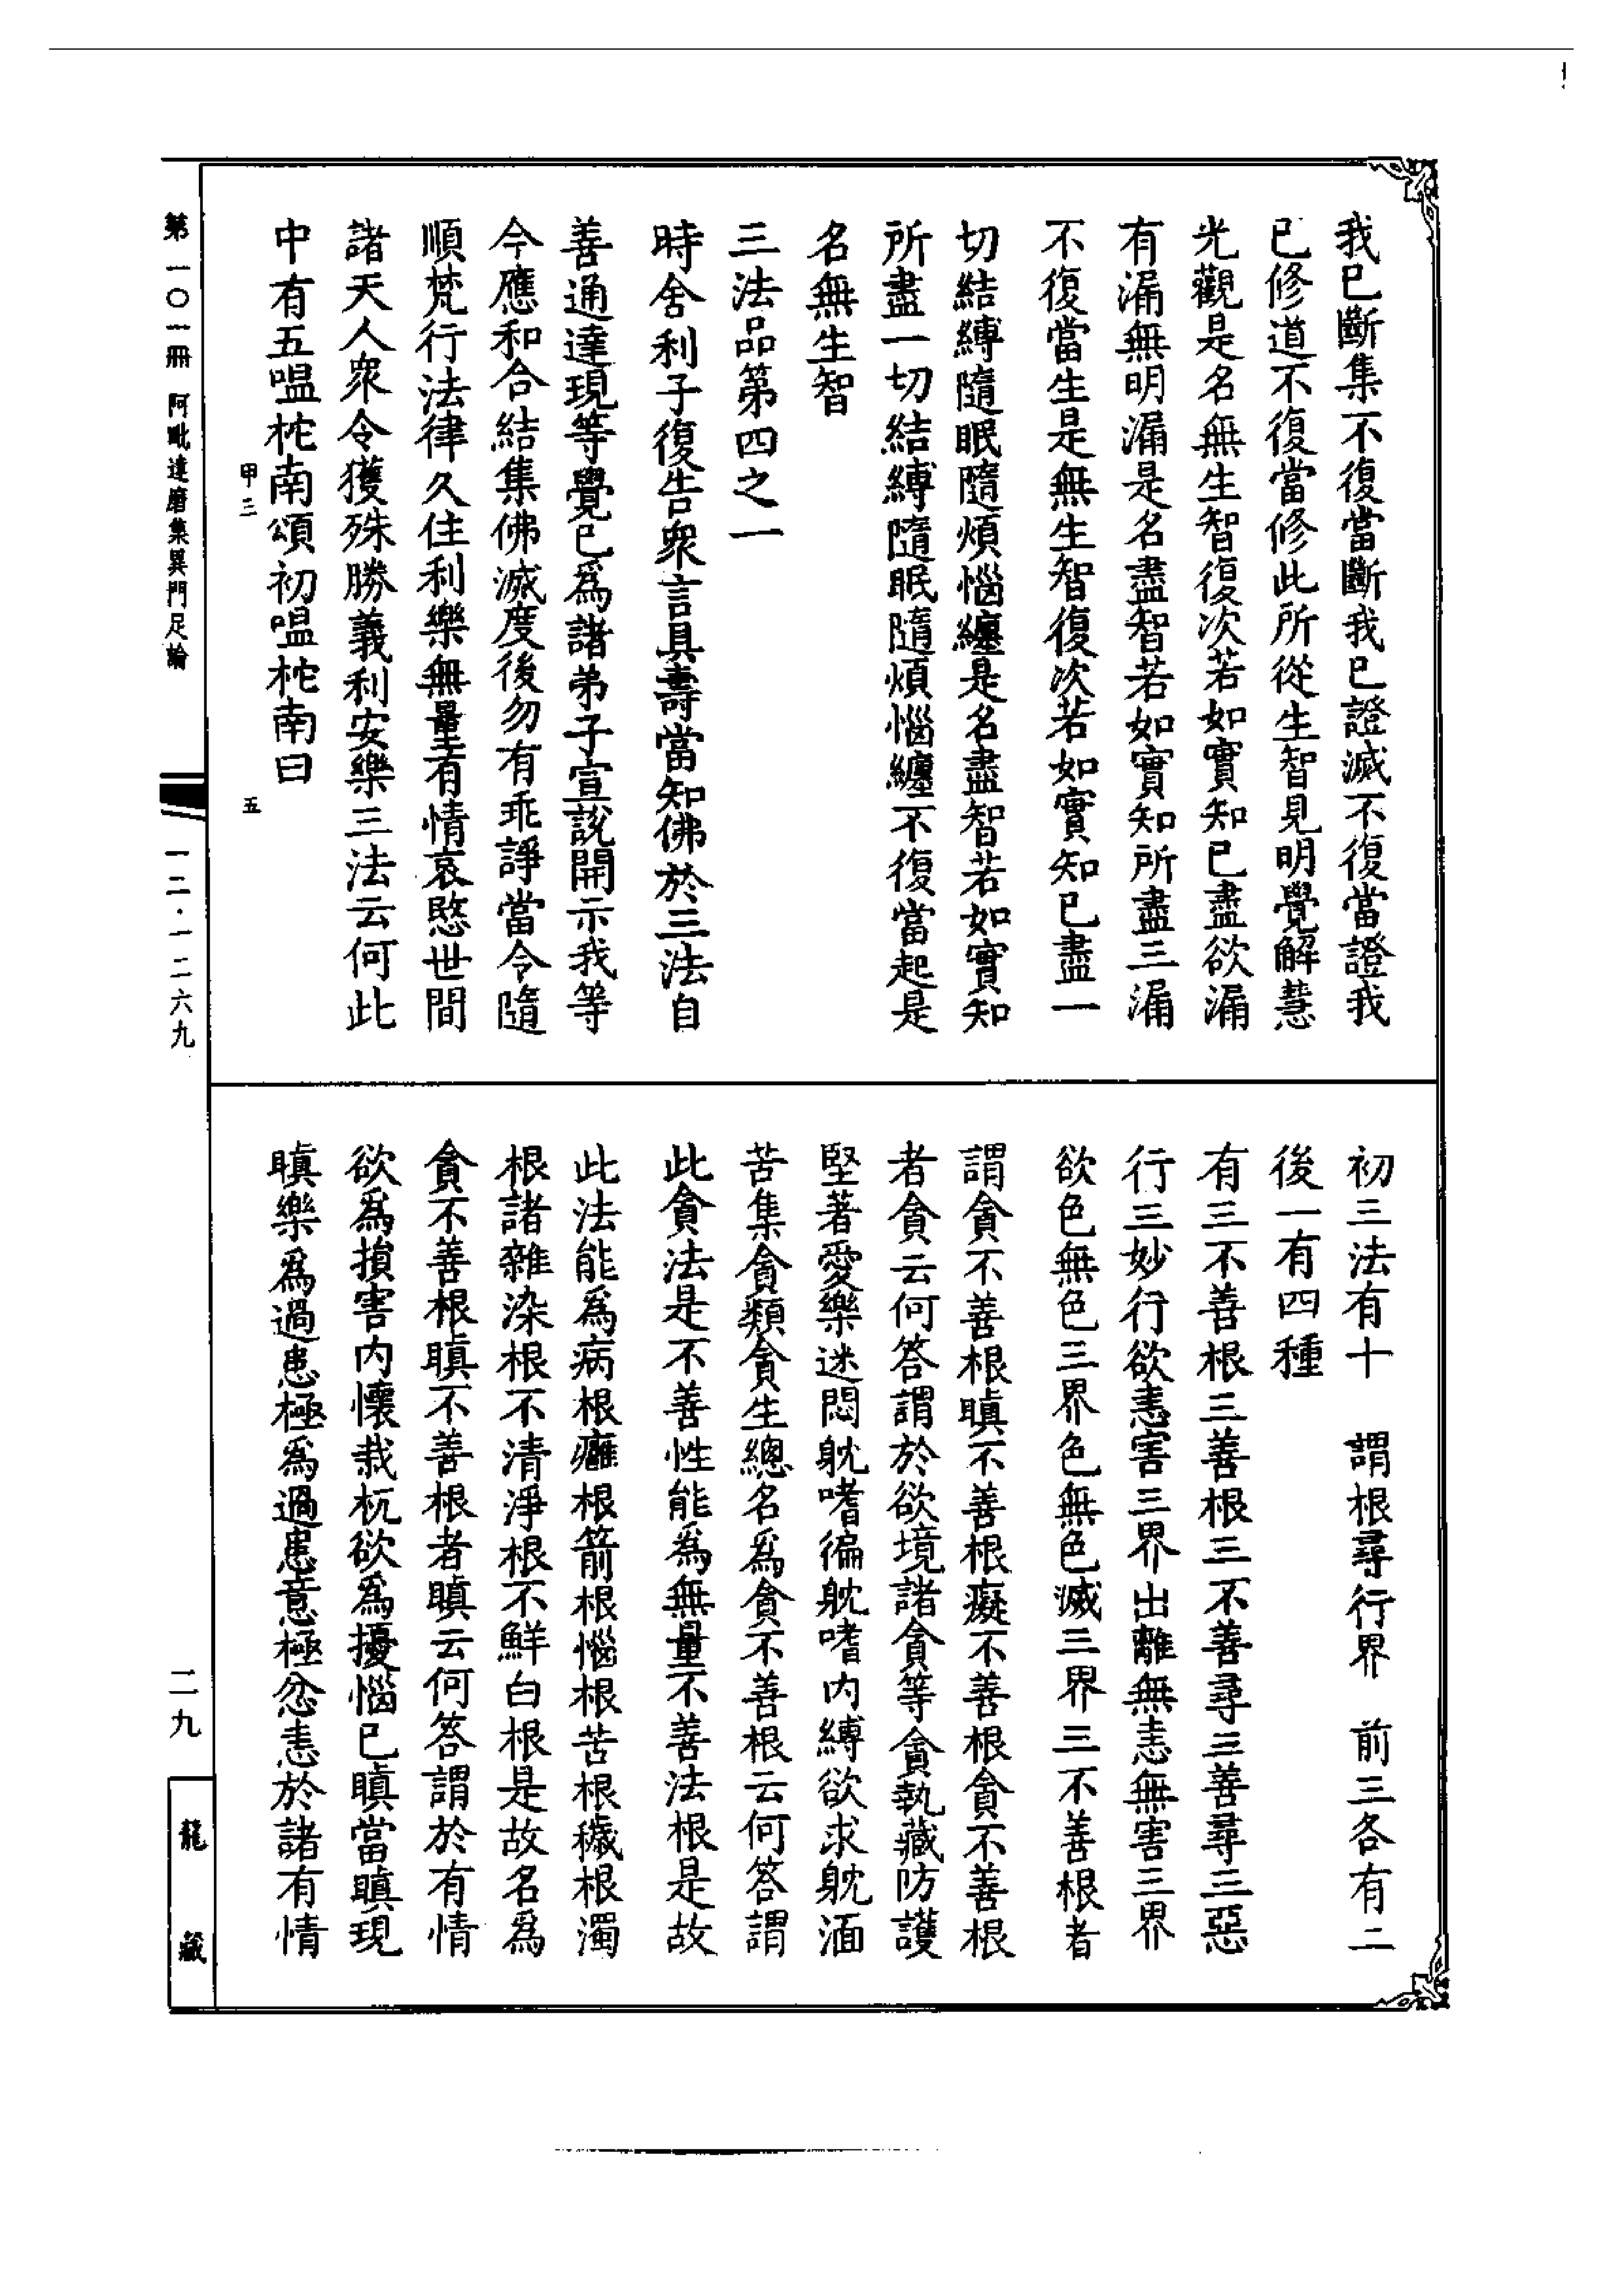 我已斷集不復當斷我已證滅不復當證我
已修道不復當修此所從生智見明覺解慧
光觀是名無生智復次若如實知已盡欲漏
有漏無明漏是名盡智若如實知所盡三漏
不復當生是無生智復次若如實知已盡一
切結縛隨眠隨煩惱纏是名盡智若如實知
所盡一切結縛隨眠隨煩惱纏不復當起是
名無生智
三法品第四之一
時舍利子復告衆言具壽當知佛於三法自
善通達現等覺已爲諸弟子宣說開示我等
今應和合結集佛滅度後勿有乖諍當令隨
順梵行法律久住利樂無量有情哀愍世間
諸天人衆令獲殊勝義利安樂三法云何此
中有五嗢柁南頌初嗢柁南曰
甲三 五
初三法有十 謂根尋行界 前三各有二
後一有四種
有三不善根三善根三不善尋三善尋三惡
行三妙行欲恚害三界出離無恚無害三界
欲色無色三界色無色滅三界三不善根者
謂貪不善根瞋不善根癡不善根貪不善根
者貪云何答謂於欲境諸貪等貪執藏防護
堅著愛樂迷悶躭嗜徧躭嗜内縛欲求躭湎
苦集貪類貪生總名爲貪不善根云何答謂
此貪法是不善性能爲無量不善法根是故
此法能爲病根癰根箭根惱根苦根穢根濁
根諸雜染根不清淨根不鮮白根是故名爲
貪不善根瞋不善根者瞋云何答謂於有情
欲爲損害内懷栽杌欲爲擾惱已瞋當瞋現
瞋樂爲過患極爲過患意極忿恚於諸有情
第一〇一冊 阿毗達磨集異門足論
一二·一二六九
二九
龍藏